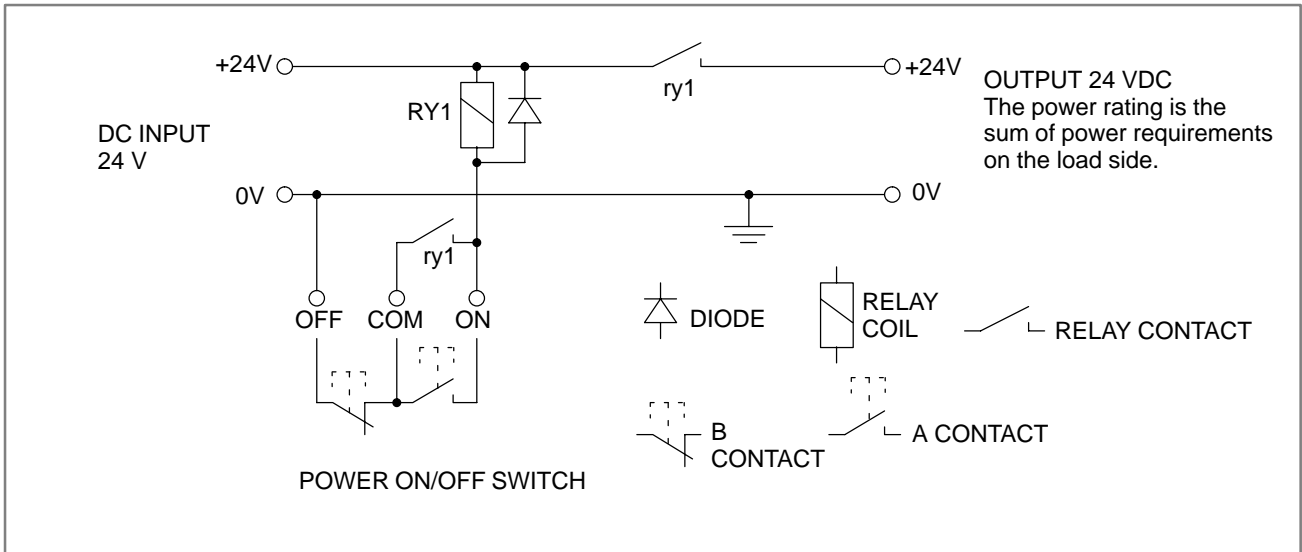 +24V
ry1
+24V
OUTPUT 24 VDC
The power rating is the
sum of power requirements
on the load side.
RY1
DC INPUT
24 V
0V
0V
ry1
OFF
COM
ON
DIODE
RELAY
COIL
RELAY CONTACT
B
CONTACT
A CONTACT
POWER ON/OFF SWITCH